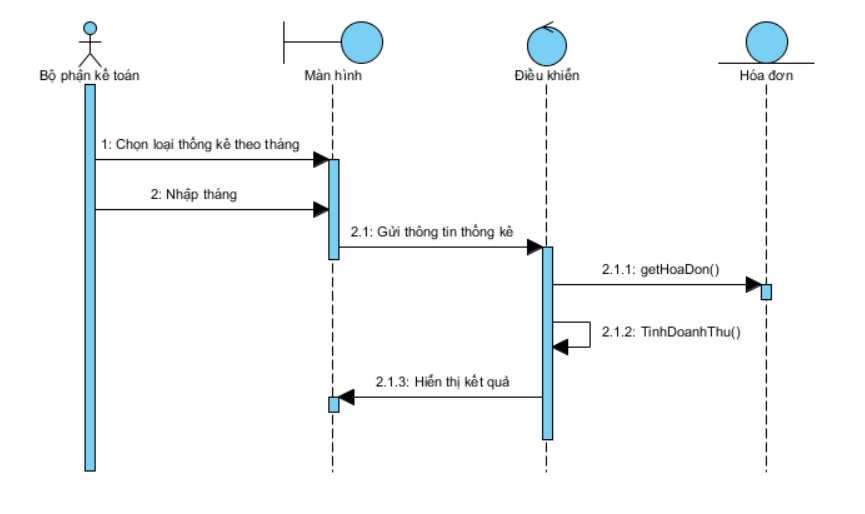 Bộ phận kế toán
Màn hình
Điều khiển
Hóa đơn
1: Chọn loại thống kê theo tháng
2: Nhập tháng
2.1: Gửi thông tin thống kê
2.1.1: getHoaDon()
2.1.2: TinhDoanhThu()
2.1.3: Hiển thị kết quả